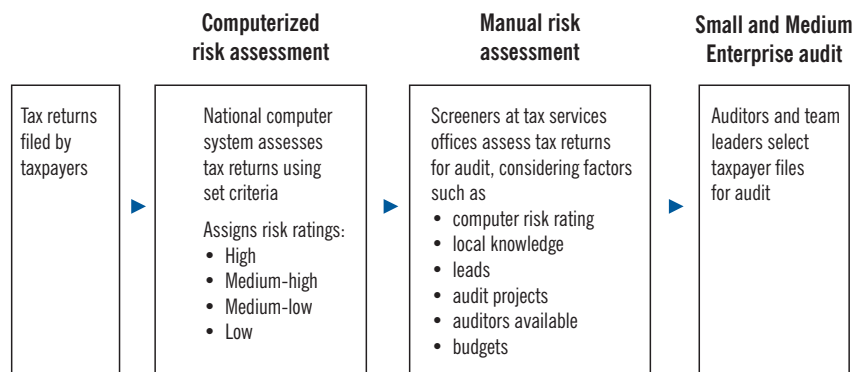 Computerized
risk assessment
Manual risk
assessment
Small and Medium
Enterprise audit
Tax returns
filed by
taxpayers
National computer
system assesses
tax returns using
set criteria
Assigns risk ratings:
• High
• Medium-high
• Medium-low
• Low
Screeners at tax services
offices assess tax returns
for audit, considering factors
such as
• computer risk rating
• local knowledge
• leads
• audit projects
• auditors available
• budgets
Auditors and team
leaders select
taxpayer files
for audit